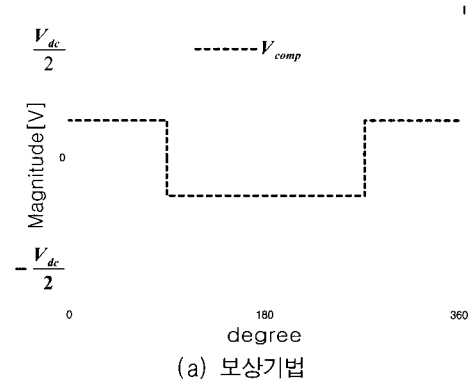 V_dc
2
V_comp
Magnitude[V]
0
- V_dc
2
0 180 360
degree
(a) 보상기법